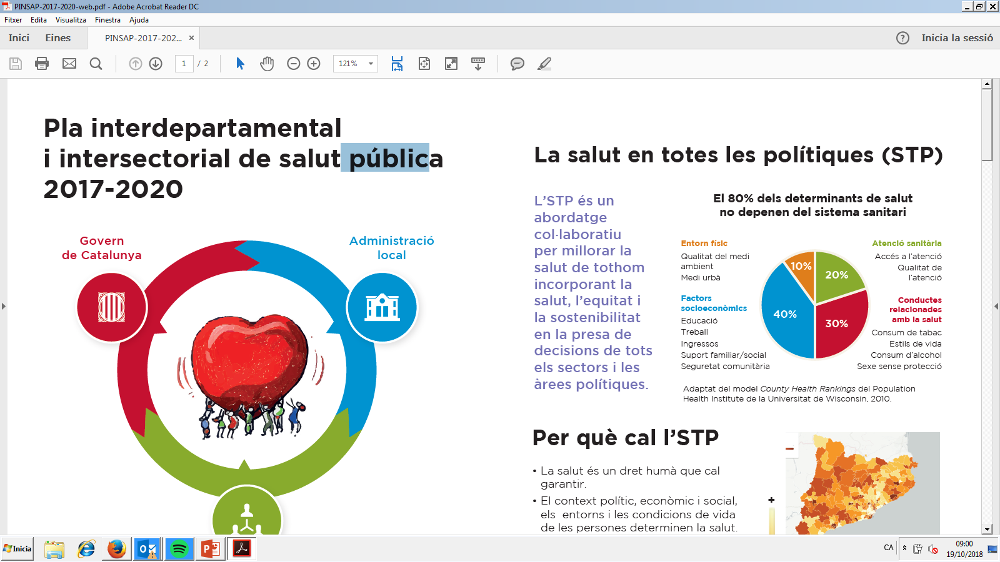 PINSAP-2017-2020-web.pdf - Adobe Acrobat Reader DC
Fitxer Edita Visualitza Finestra Ajuda
Inici Eines PINSAP-2017-202... × ? Inicia la sessió
1 / 2 121%
Pla interdepartamental
i intersectorial de salut pública
2017-2020
Govern
de Catalunya
Administració
local
La salut en totes les polítiques (STP)
L’STP és un
abordatge
col·laboratiu
per millorar la
salut de tothom
incorporant la
salut, l’equitat i
la sostenibilitat
en la presa de
decisions de tots
els sectors i les
àrees polítiques.
El 80% dels determinants de salut
no depenen del sistema sanitari
Entorn físic
Qualitat del medi
ambient
Medi urbà
Factors
socioeconòmics
Educació
Treball
Ingressos
Suport familiar/social
Seguretat comunitària
10%
20%
40%
30%
Atenció sanitària
Accés a l’atenció
Qualitat de
l’atenció
Conductes
relacionades
amb la salut
Consum de tabac
Estils de vida
Consum d’alcohol
Sexe sense protecció
Adaptat del model County Health Rankings del Population
Health Institute de la Universitat de Wisconsin, 2010.
Per què cal l’STP
• La salut és un dret humà que cal
garantir.
• El context polític, econòmic i social,
els entorns i les condicions de vida
de les persones determinen la salut.
+
Inicia
CA
09:00
19/10/2018